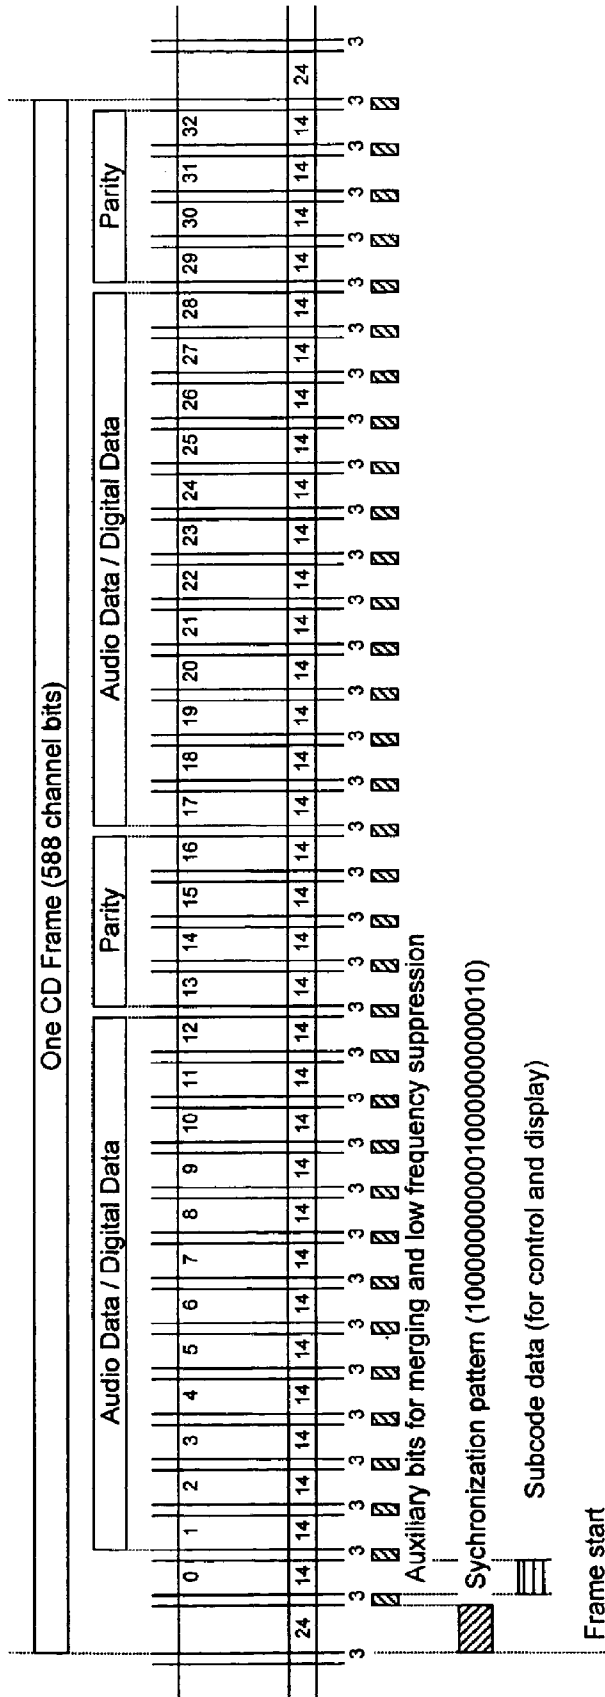 One CD Frame (588 channel bits)
Audio Data / Digital Data Parity Audio Data / Digital Data Parity
0 1 2 3 4 5 6 7 8 9 10 11 12 13 14 15 16 17 18 19 20 21 22 23 24 25 26 27 28 29 30 31 32
24 14 14 14 14 14 14 14 14 14 14 14 14 14 14 14 14 14 14 14 14 14 14 14 14 14 14 14 14 14 14 14 14 14 24
3 3 3 3 3 3 3 3 3 3 3 3 3 3 3 3 3 3 3 3 3 3 3 3 3 3 3 3 3 3 3 3 3 3 3 3
Auxiliary bits for merging and low frequency suppression
Sychronization pattern (100000000001000000000010)
Subcode data (for control and display)
Frame start